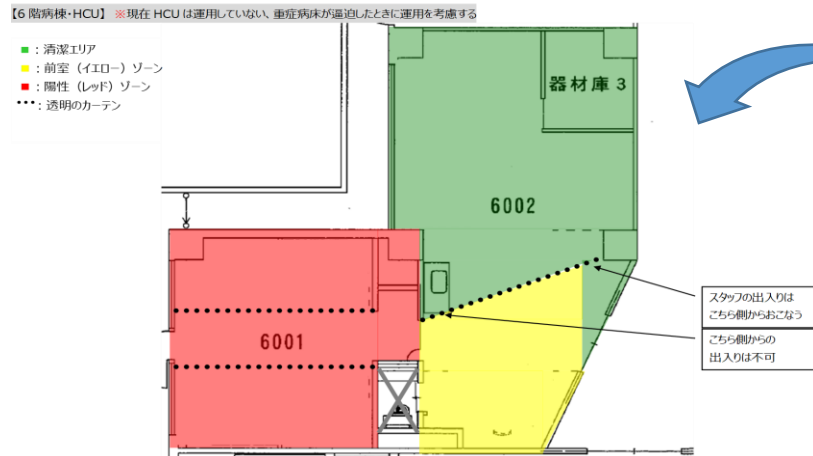 【6 階病棟・HCU】 ※現在 HCU は運用していない、重症病床が逼迫したときに運用を考慮する
■：清潔エリア
■：前室（イエロー）ゾーン
■：陽性（レッド）ゾーン
•••：透明のカーテン
器材庫３
6002
6001
スタッフの出入りは
こちら側からおこなう
こちら側からの
出入りは不可